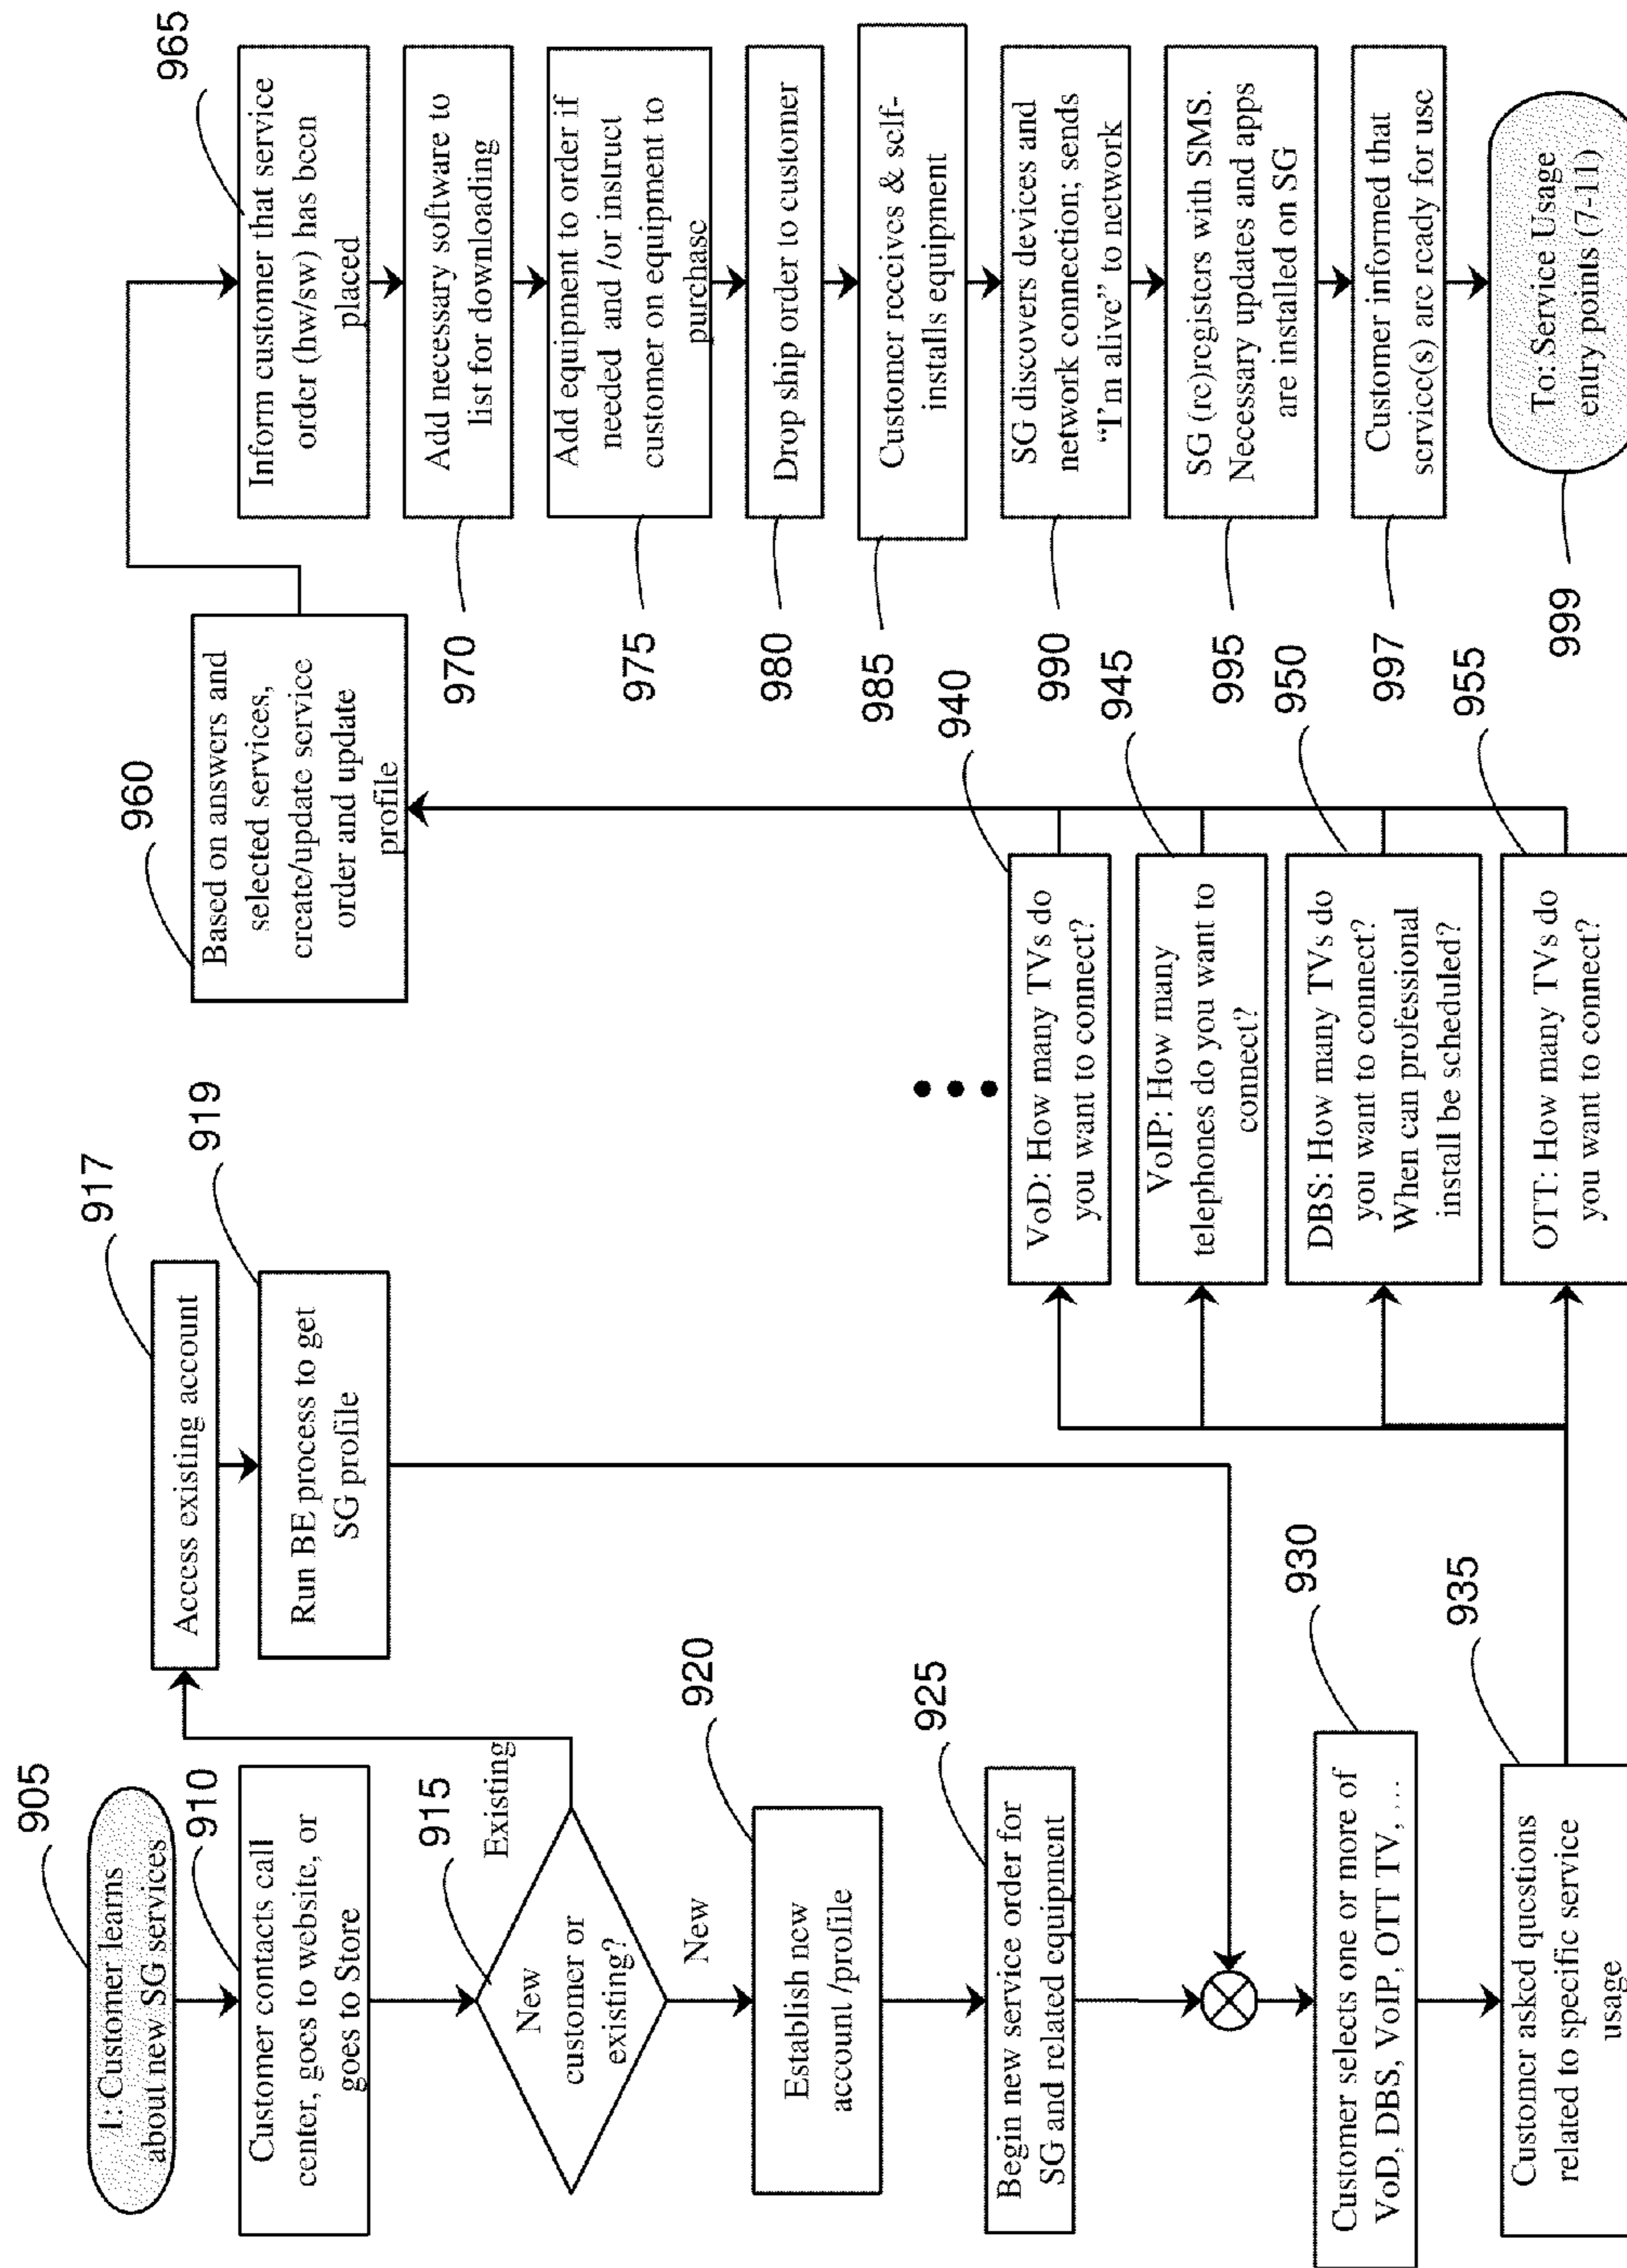 905
1: Customer learns
about new SG services
910
Customer contacts call
center, goes to website, or
goes to Store
915
New
customer or
existing?
Existing
New
917
Access existing account
919
Run BE process to get
SG profile
920
Establish new
account /profile
925
Begin new service order for
SG and related equipment
930
Customer selects one or more of
VoD, DBS, VoIP, OTT TV, ...
935
Customer asked questions
related to specific service
usage
940
VoD: How many TVs do
you want to connect?
945
VoIP: How many
telephones do you want to
connect?
950
DBS: How many TVs do
you want to connect?
When can professional
install be scheduled?
955
OTT: How many TVs do
you want to connect?
960
Based on answers and
selected services,
create/update service
order and update
profile
965
Inform customer that service
order (hw/sw) has been
placed
970
Add necessary software to
list for downloading
975
Add equipment to order if
needed and /or instruct
customer on equipment to
purchase
980
Drop ship order to customer
985
Customer receives & self-
installs equipment
990
SG discovers devices and
network connection; sends
“I’m alive” to network
995
SG (re)registers with SMS.
Necessary updates and apps
are installed on SG
997
Customer informed that
service(s) are ready for use
999
To: Service Usage
entry points (7-11)